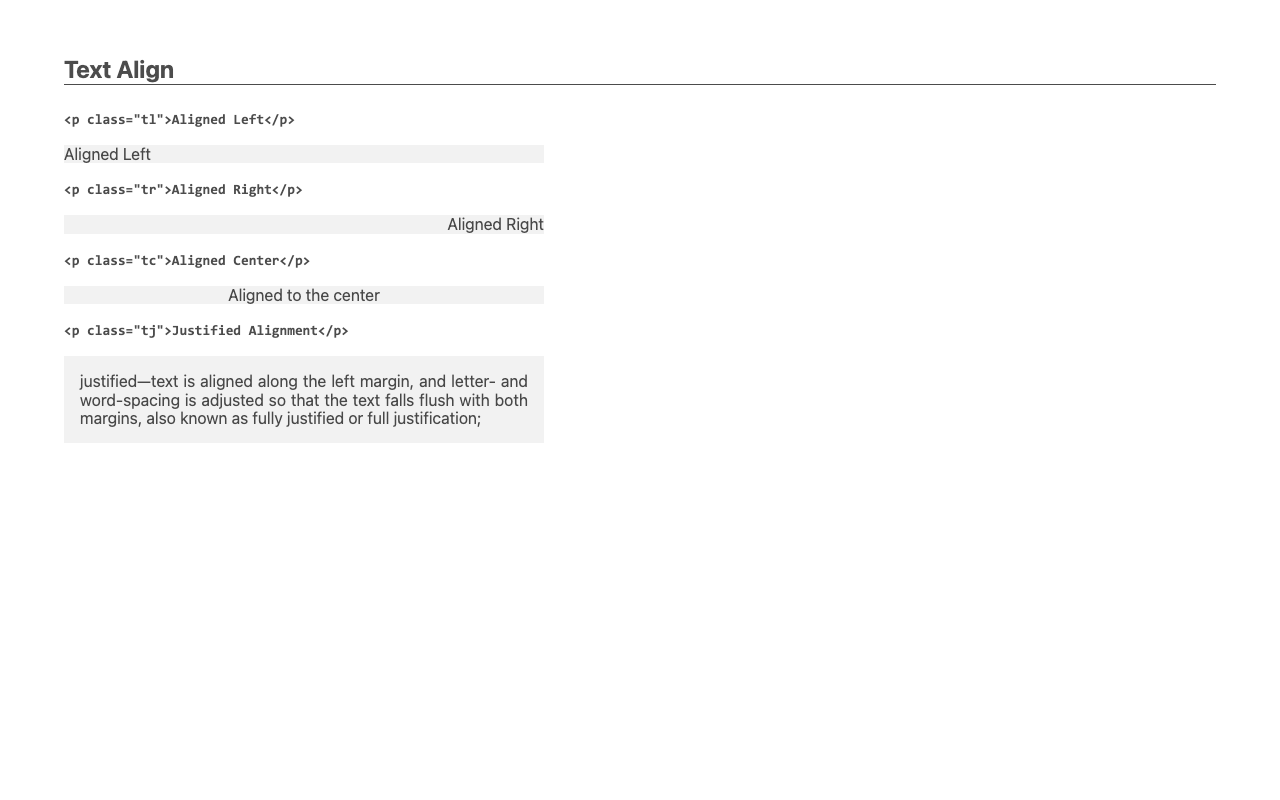 Text Align
<p class="tl">Aligned Left</p>
Aligned Left
<p class="tr">Aligned Right</p>
Aligned Right
<p class="tc">Aligned Center</p>
Aligned to the center
<p class="tj">Justified Alignment</p>
justified—text is aligned along the left margin, and letter- and
word-spacing is adjusted so that the text falls flush with both
margins, also known as fully justified or full justification;